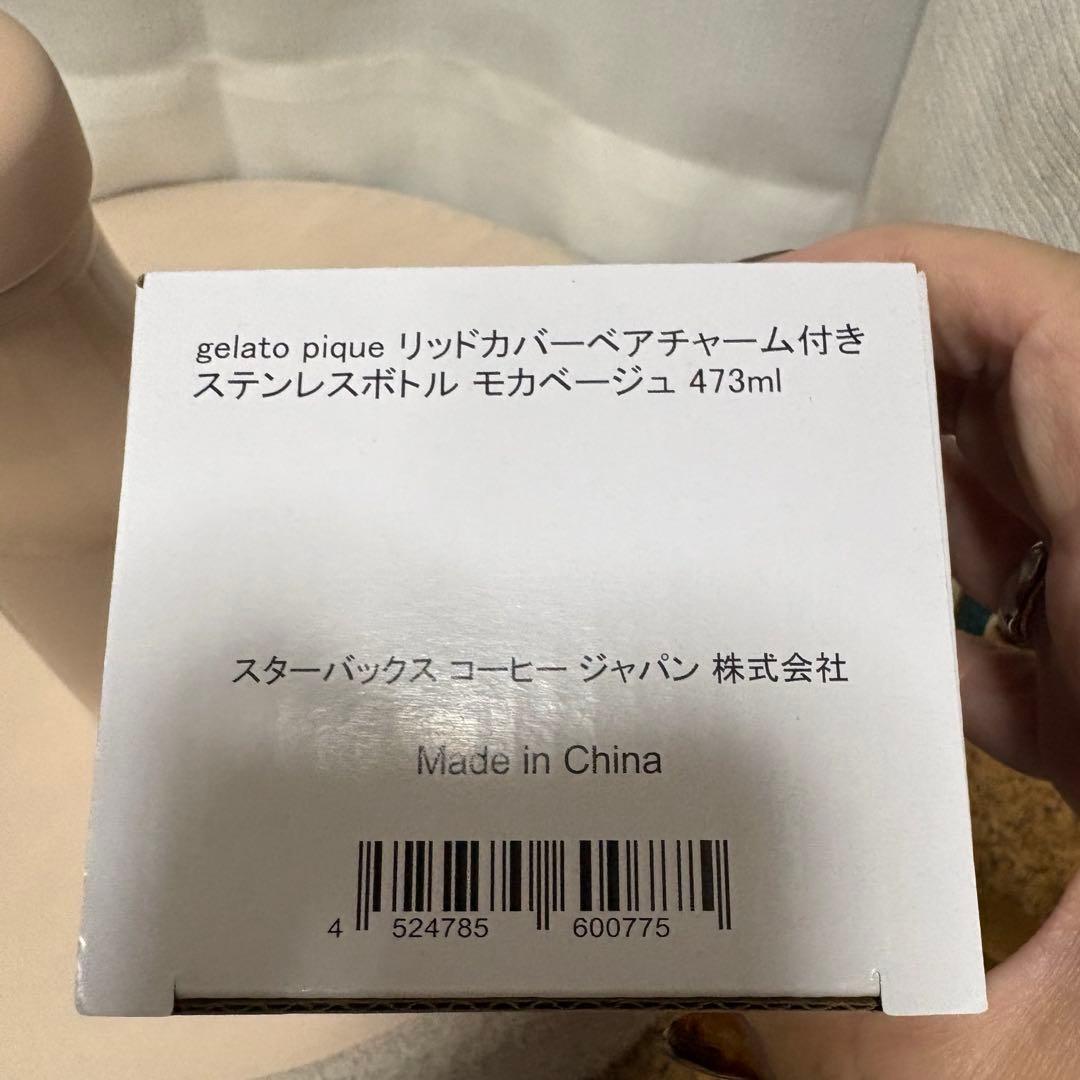 gelato pique リッドカバーベアチャーム付き
ステンレスボトル モカベージュ 473ml
スターバックス コーヒー ジャパン 株式会社
Made in China
4 524785 600775